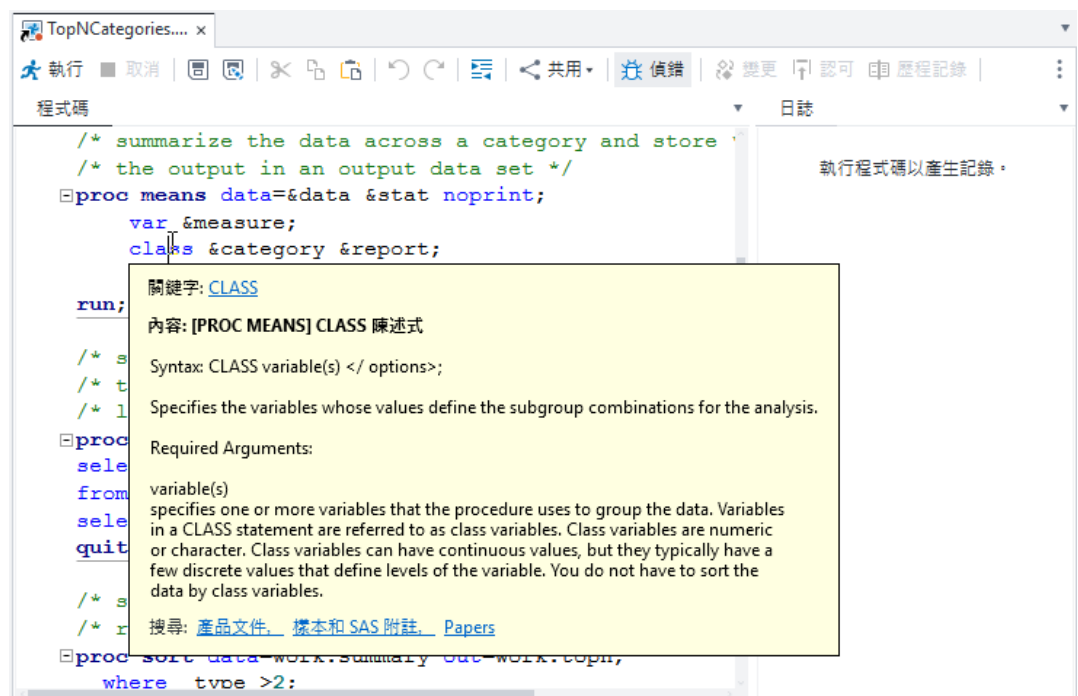 TopNCategories....
執行 取消 共用 偵錯 變更 認可 歷程記錄
程式碼
日誌
/* summarize the data across a category and store
/* the output in an output data set */
proc means data=&data &stat noprint;
var &measure;
class &category &report;
執行程式碼以產生記錄。
關鍵字: CLASS
內容: [PROC MEANS] CLASS 陳述式
Syntax: CLASS variable(s) </ options>;
Specifies the variables whose values define the subgroup combinations for the analysis.
Required Arguments:
variable(s)
specifies one or more variables that the procedure uses to group the data. Variables
in a CLASS statement are referred to as class variables. Class variables are numeric
or character. Class variables can have continuous values, but they typically have a
few discrete values that define levels of the variable. You do not have to sort the
data by class variables.
搜尋: 產品文件, 樣本和 SAS 附註, Papers
run;
/* s
/* t
/* l
proc
sele
from
sele
quit
/* s
/* r
proc sort data=work.summary out=work.topn;
where _type_>2;